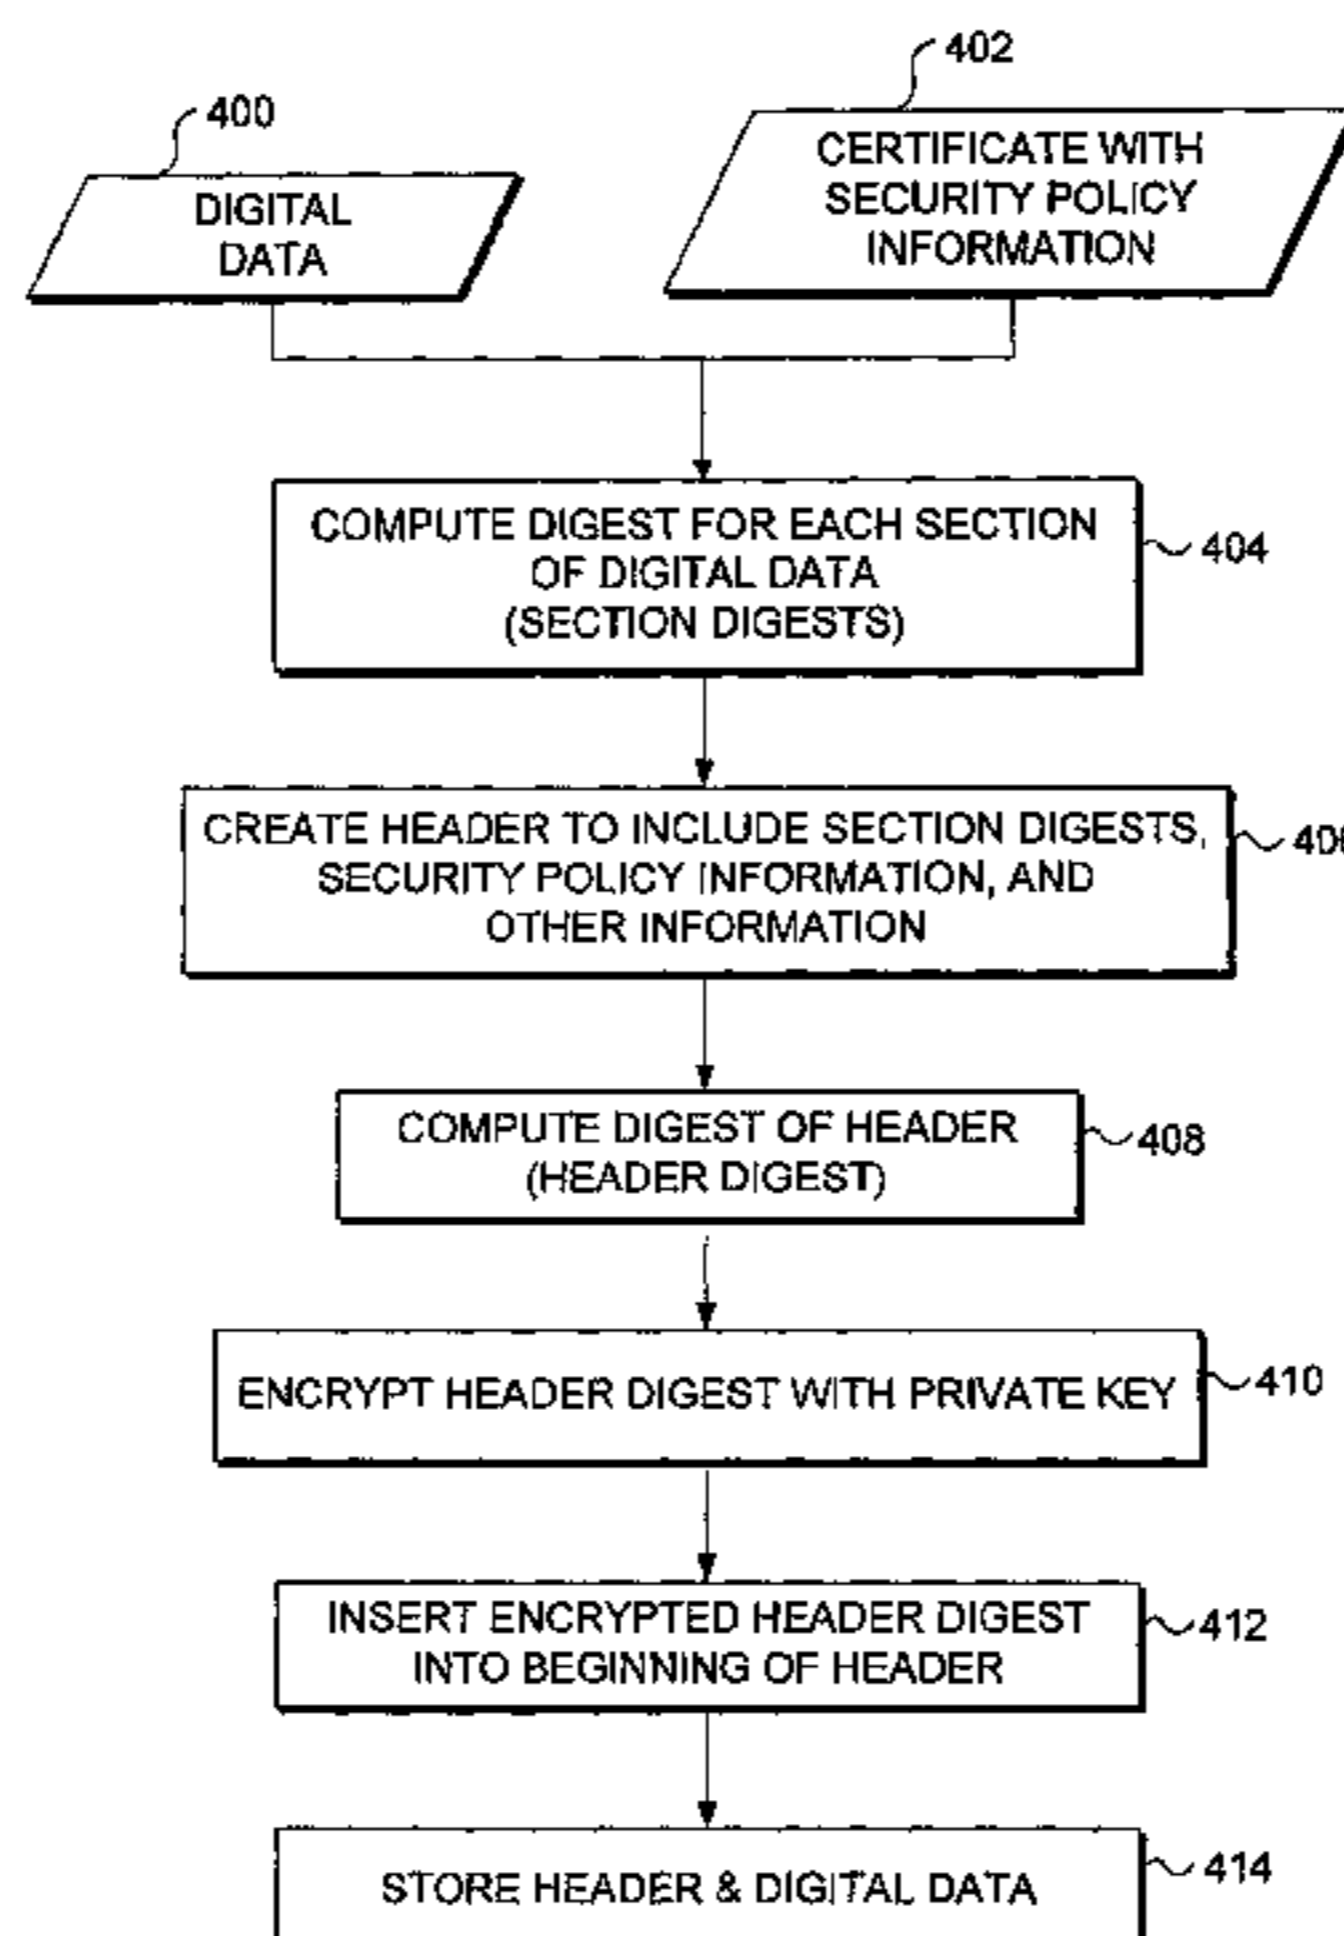 402
400
CERTIFICATE WITH
SECURITY POLICY
INFORMATION
DIGITAL
DATA
COMPUTE DIGEST FOR EACH SECTION
OF DIGITAL DATA
(SECTION DIGESTS)
404
CREATE HEADER TO INCLUDE SECTION DIGESTS,
SECURITY POLICY INFORMATION, AND
OTHER INFORMATION
406
COMPUTE DIGEST OF HEADER
(HEADER DIGEST)
408
ENCRYPT HEADER DIGEST WITH PRIVATE KEY
410
INSERT ENCRYPTED HEADER DIGEST
INTO BEGINNING OF HEADER
412
STORE HEADER & DIGITAL DATA
414